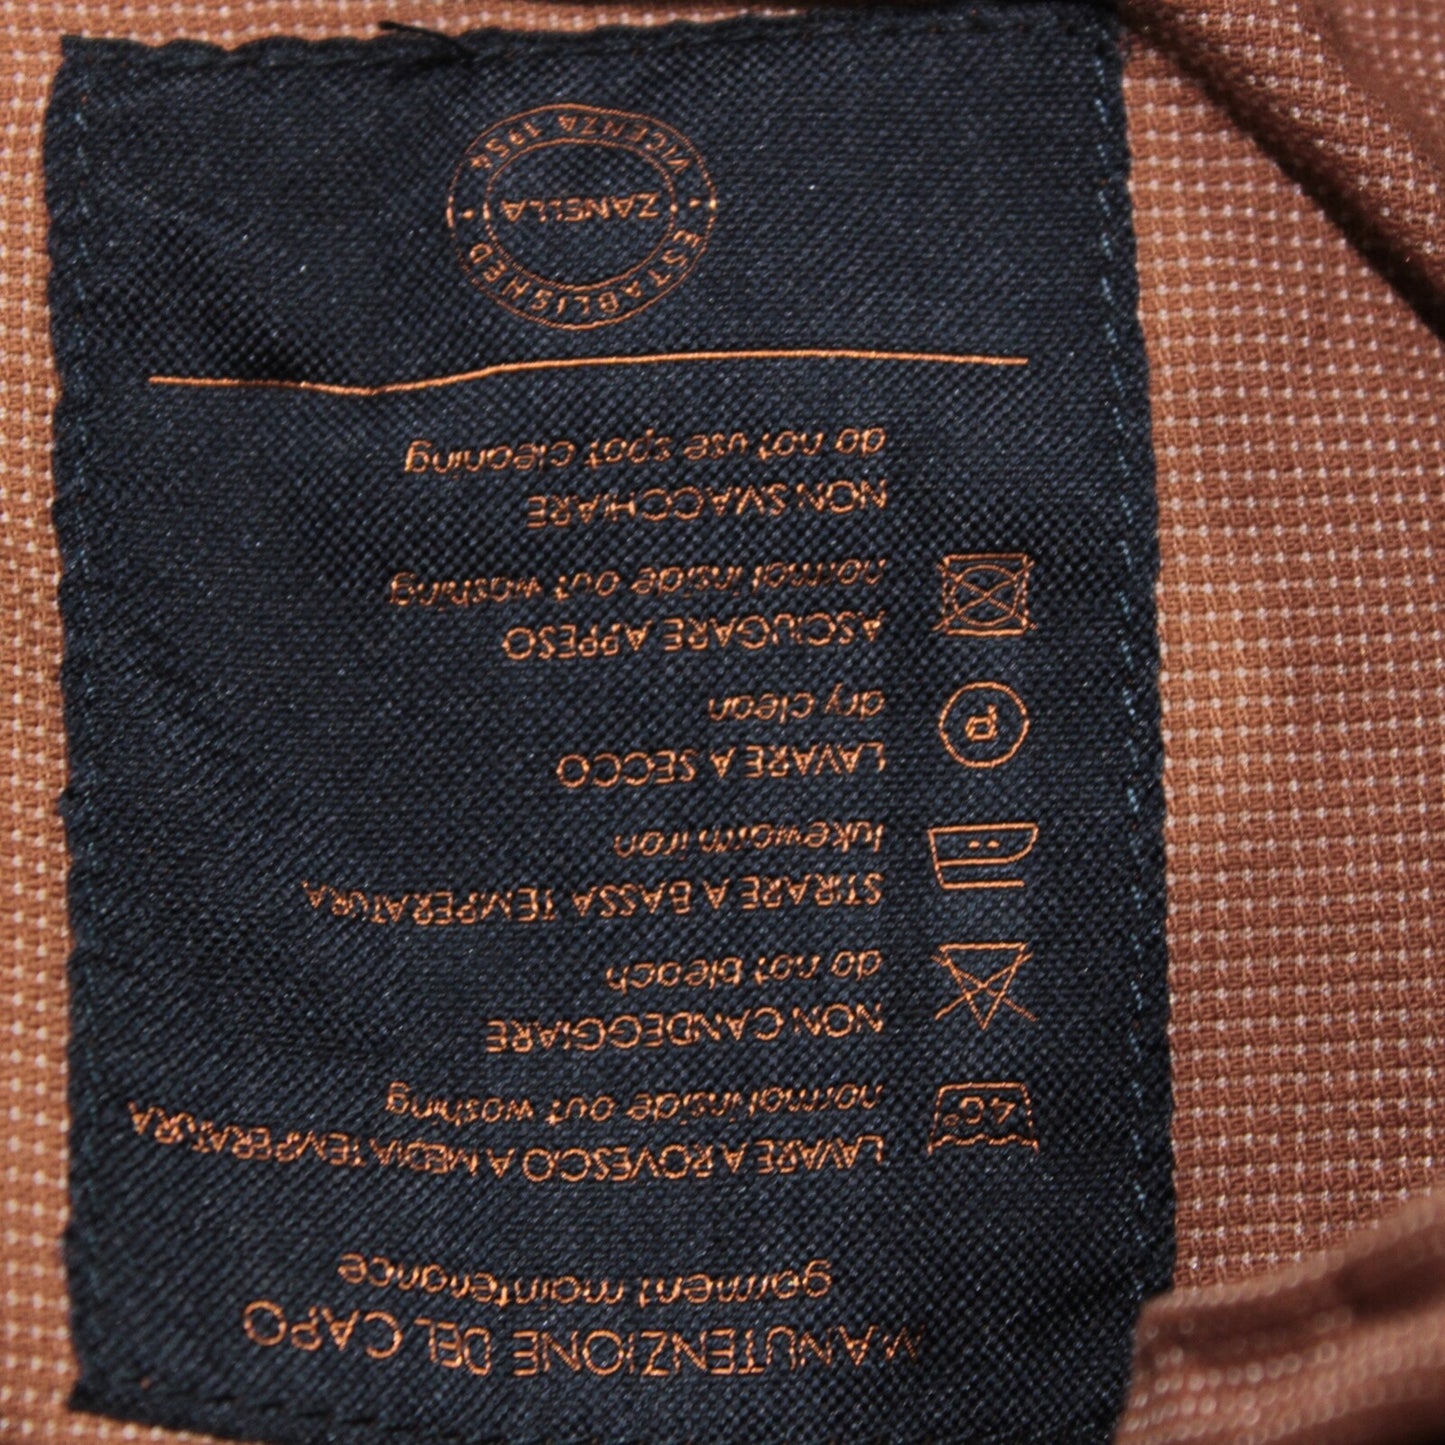 MANUTENZIONE DEL CAPO
garment maintenance
LAVARE A ROVESCIO A MEDIA TEMPERATURA
normal inside out washing
40°
NON CANDEGGIARE
do not bleach
STIRARE A BASSA TEMPERATURA
lukewarm iron
LAVARE A SECCO
dry clean
P
ASCIUGARE APPESO
normal inside out washing
NON SMACCHIARE
do not use spot cleaning
ESTABLISHED
ZANELLA
VICENZA 1954